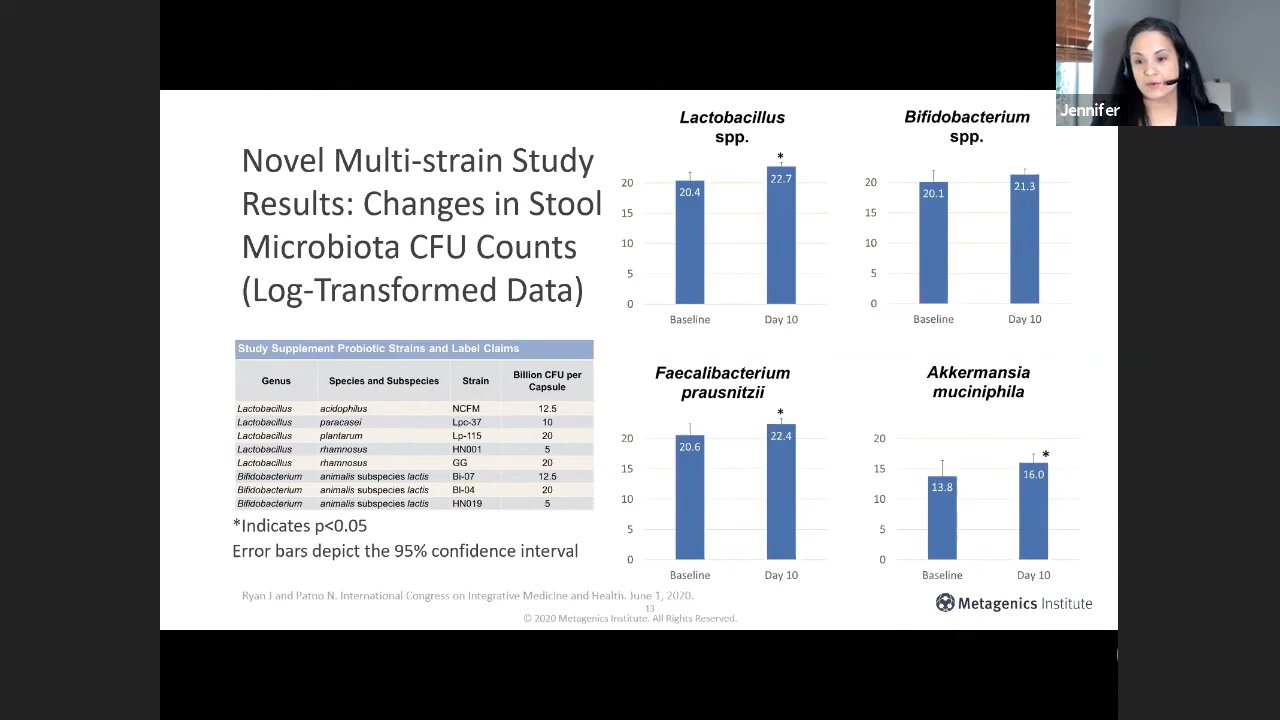 Jennifer
Novel Multi-strain Study
Results: Changes in Stool
Microbiota CFU Counts
(Log-Transformed Data)
Study Supplement Probiotic Strains and Label Claims
Genus Species and Subspecies Strain Billion CFU per Capsule
Lactobacillus acidophilus NCFM 12.5
Lactobacillus paracasei Lpc-37 10
Lactobacillus plantarum Lp-115 20
Lactobacillus rhamnosus HN001 5
Lactobacillus rhamnosus GG 20
Bifidobacterium animalis subspecies lactis Bi-07 12.5
Bifidobacterium animalis subspecies lactis Bl-04 20
Bifidobacterium animalis subspecies lactis HN019 5
*Indicates p<0.05
Error bars depict the 95% confidence interval
Lactobacillus
spp.
*
20
15
10
5
0
20.4 22.7
Baseline Day 10
Bifidobacterium
spp.
20
15
10
5
0
20.1 21.3
Baseline Day 10
Faecalibacterium
prausnitzii
*
20
15
10
5
0
20.6 22.4
Baseline Day 10
Akkermansia
muciniphila
*
20
15
10
5
0
13.8 16.0
Baseline Day 10
Ryan J and Patno N. International Congress on Integrative Medicine and Health. June 1, 2020.
13
© 2020 Metagenics Institute. All Rights Reserved.
Metagenics Institute